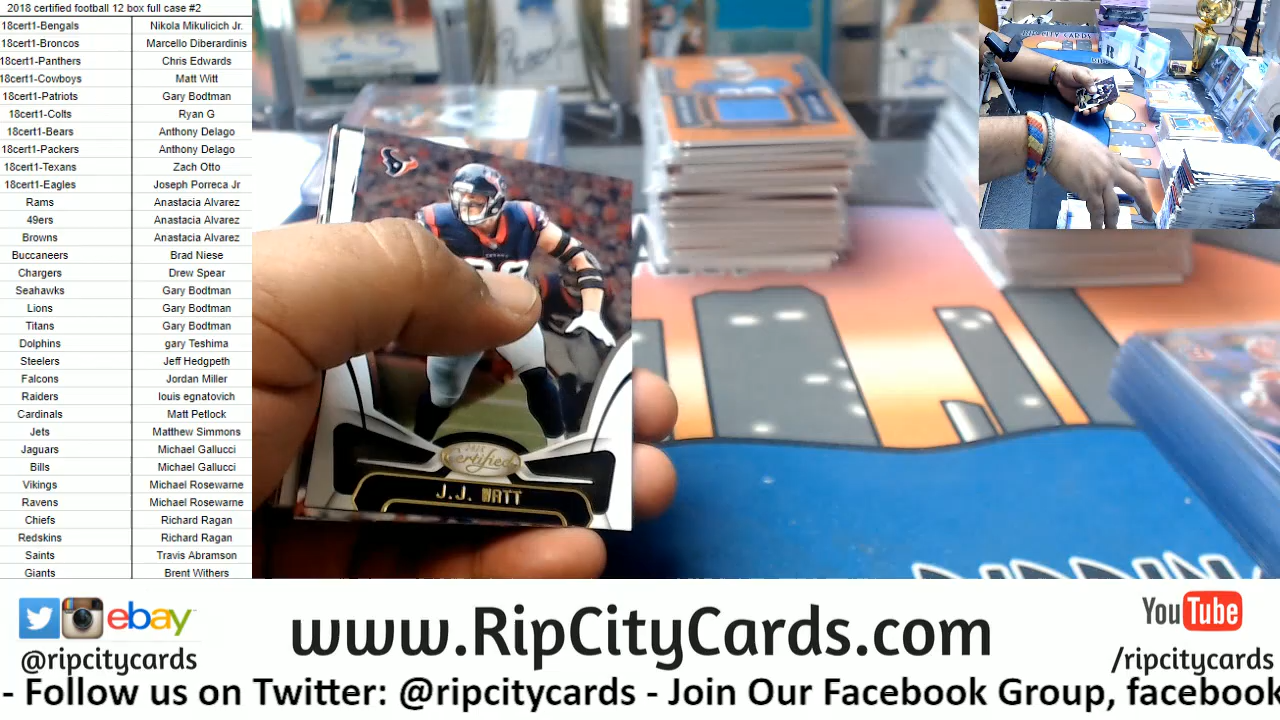 2018 certified football 12 box full case #2
18cert1-Bengals Nikola Mikulicich Jr.
18cert1-Broncos Marcello Diberardinis
18cert1-Panthers Chris Edwards
18cert1-Cowboys Matt Witt
18cert1-Patriots Gary Bodtman
18cert1-Colts Ryan G
18cert1-Bears Anthony Delago
18cert1-Packers Anthony Delago
18cert1-Texans Zach Otto
18cert1-Eagles Joseph Porreca Jr
Rams Anastacia Alvarez
49ers Anastacia Alvarez
Browns Anastacia Alvarez
Buccaneers Brad Niese
Chargers Drew Spear
Seahawks Gary Bodtman
Lions Gary Bodtman
Titans Gary Bodtman
Dolphins gary Teshima
Steelers Jeff Hedgpeth
Falcons Jordan Miller
Raiders louis egnatovich
Cardinals Matt Petlock
Jets Matthew Simmons
Jaguars Michael Gallucci
Bills Michael Gallucci
Vikings Michael Rosewarne
Ravens Michael Rosewarne
Chiefs Richard Ragan
Redskins Richard Ragan
Saints Travis Abramson
Giants Brent Withers
Certified
J.J. WATT
ebay
@ripcitycards
www.RipCityCards.com
YouTube
/ripcitycards
- Follow us on Twitter: @ripcitycards - Join Our Facebook Group, facebook